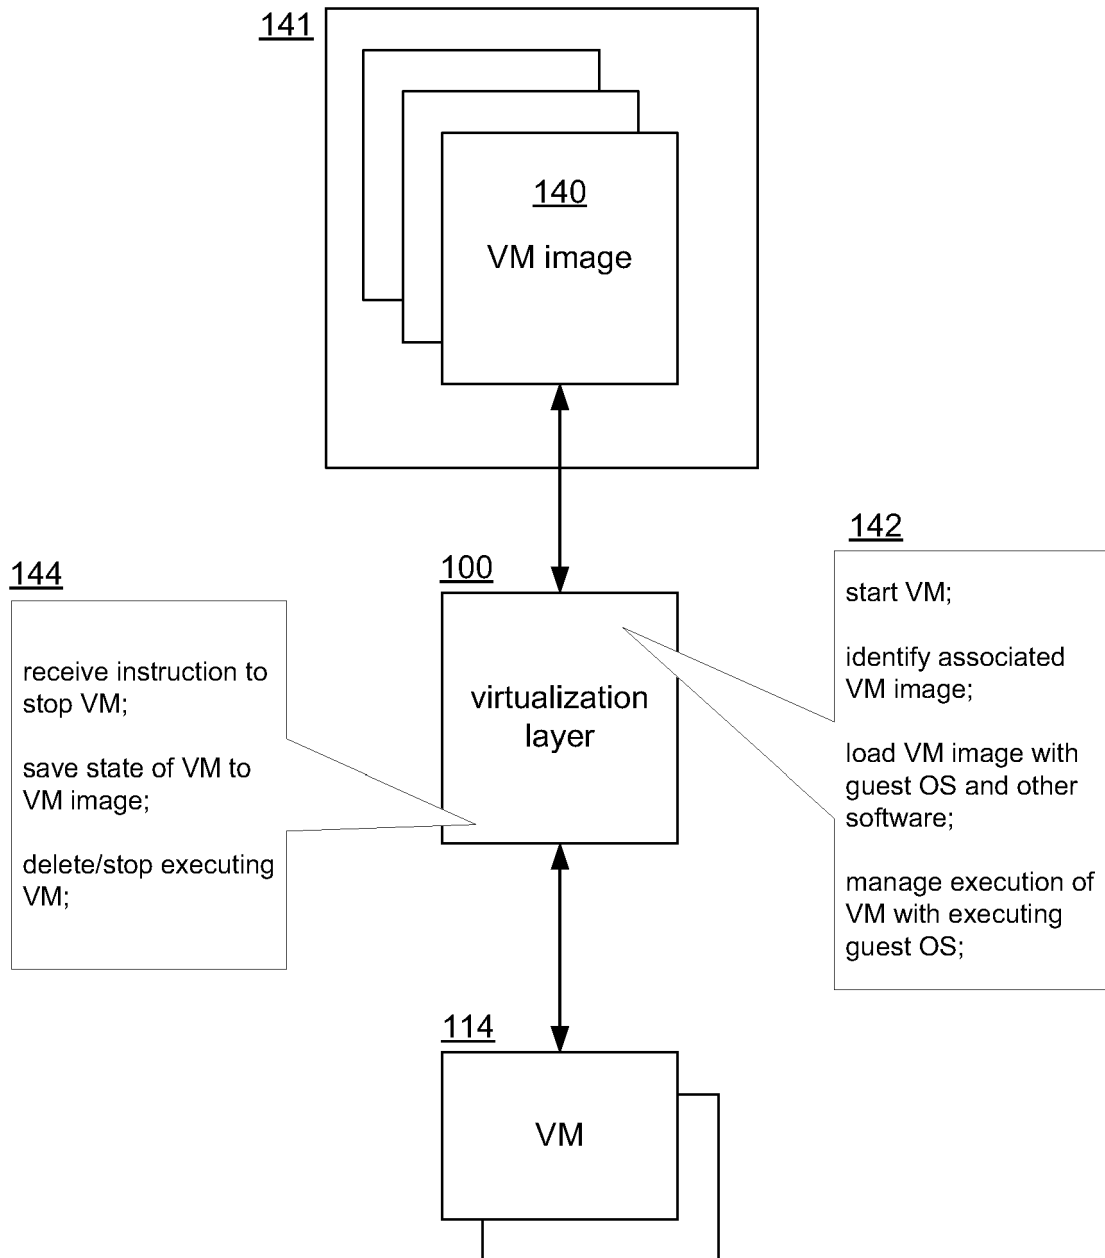 141
140
VM image
142
start VM;
identify associated
VM image;
load VM image with
guest OS and other
software;
manage execution of
VM with executing
guest OS;
144
receive instruction to
stop VM;
save state of VM to
VM image;
delete/stop executing
VM;
100
virtualization
layer
114
VM